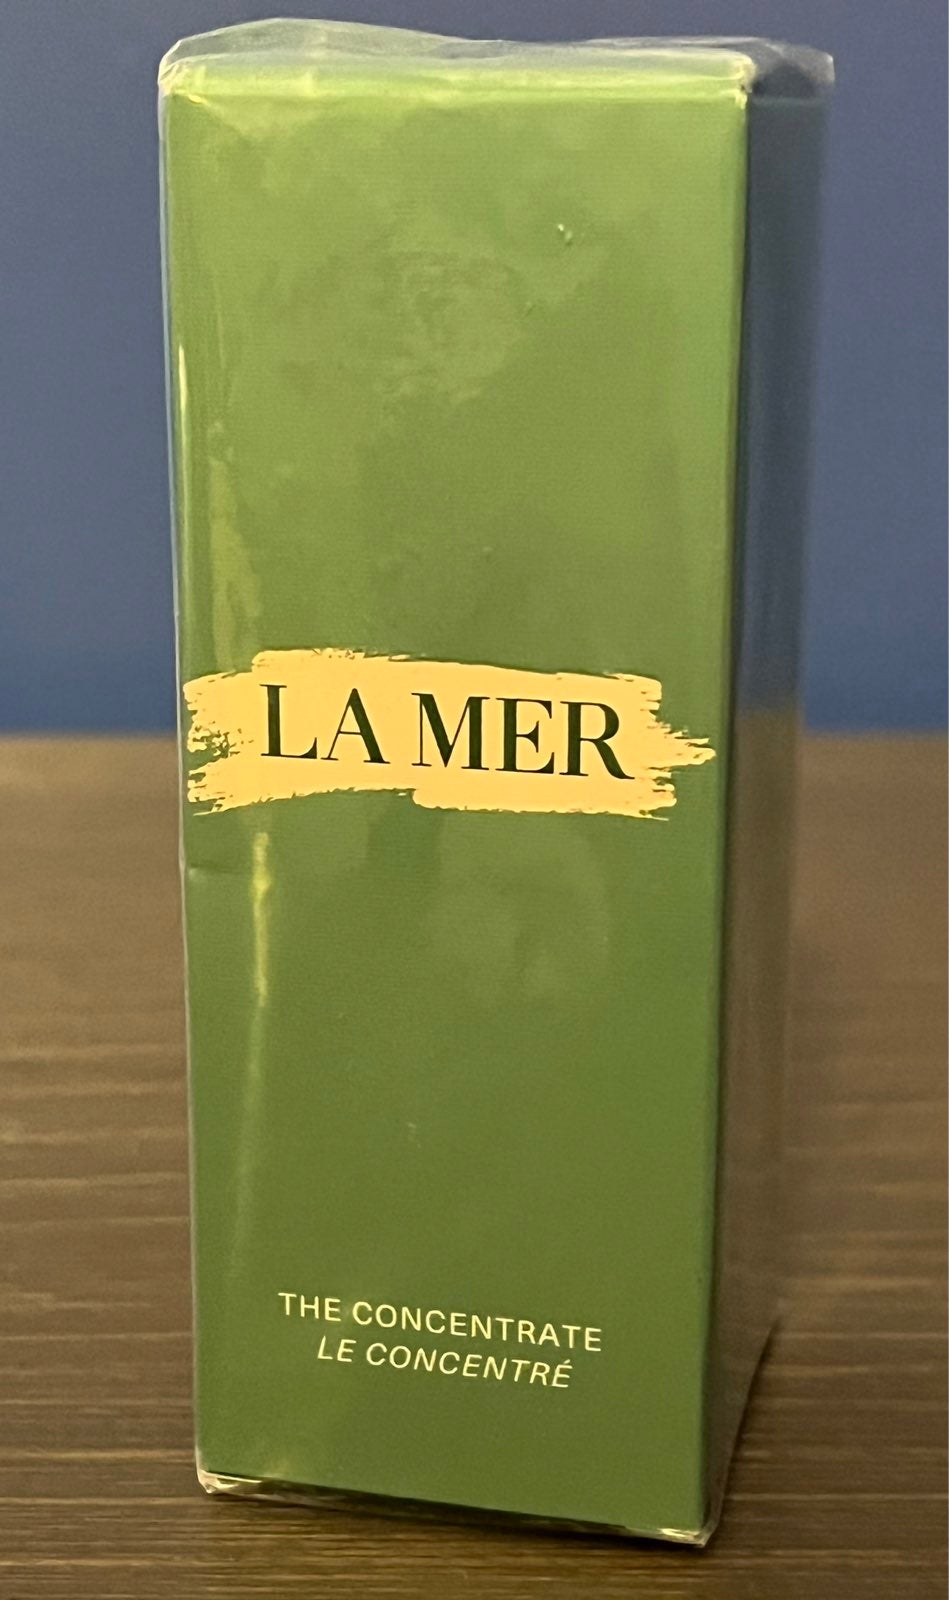 LA MER
THE CONCENTRATE
LE CONCENTRÉ